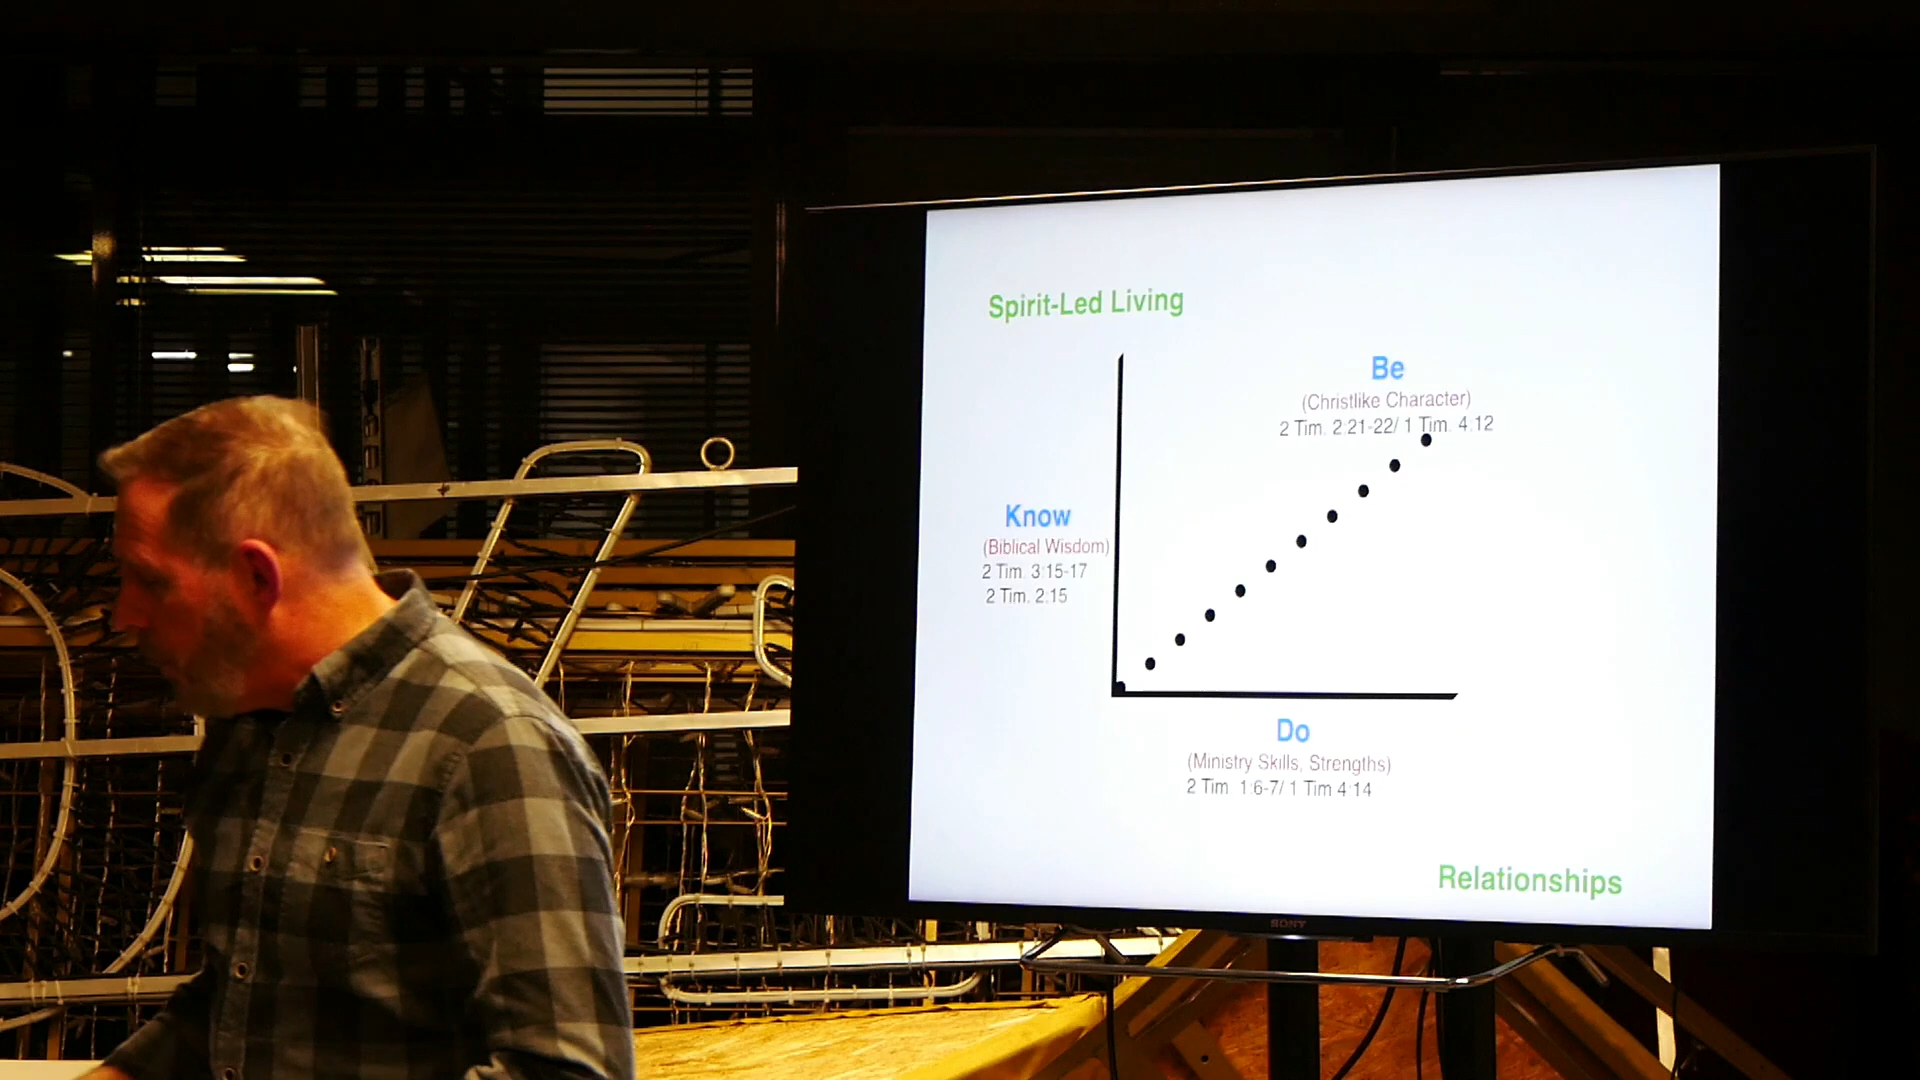 Spirit-Led Living
Be
(Christlike Character)
2 Tim. 2:21-22/ 1 Tim. 4:12
Know
(Biblical Wisdom)
2 Tim. 3:15-17
2 Tim. 2:15
Do
(Ministry Skills, Strengths)
2 Tim. 1:6-7/ 1 Tim 4:14
Relationships
SONY